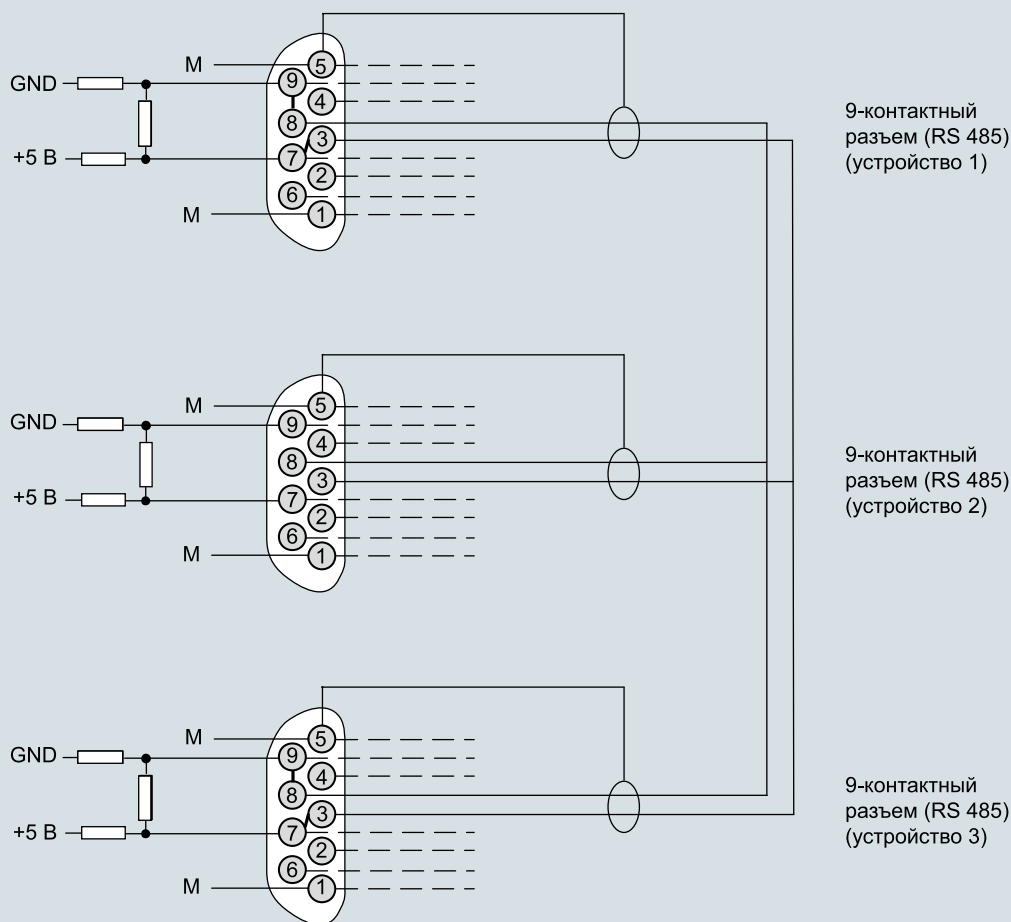 M
5
GND
9
4
8
3
+5 В
7
2
6
M
1
9-контактный
разъем (RS 485)
(устройство 1)
M
5
GND
9
4
8
3
+5 В
7
2
6
M
1
9-контактный
разъем (RS 485)
(устройство 2)
M
5
GND
9
4
8
3
+5 В
7
2
6
M
1
9-контактный
разъем (RS 485)
(устройство 3)